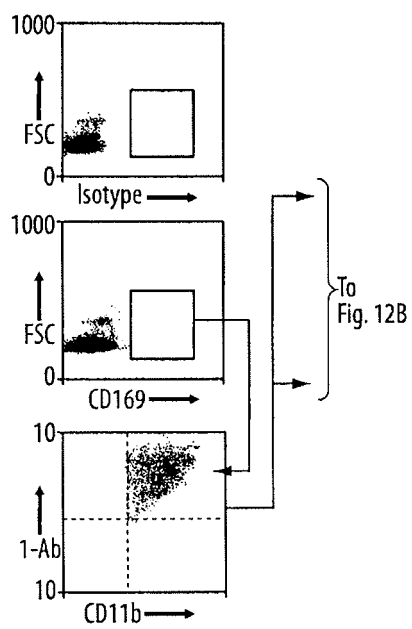 1000
FSC
0
Isotype
1000
FSC
0
CD169
To
Fig. 12B
10
1-Ab
10
CD11b